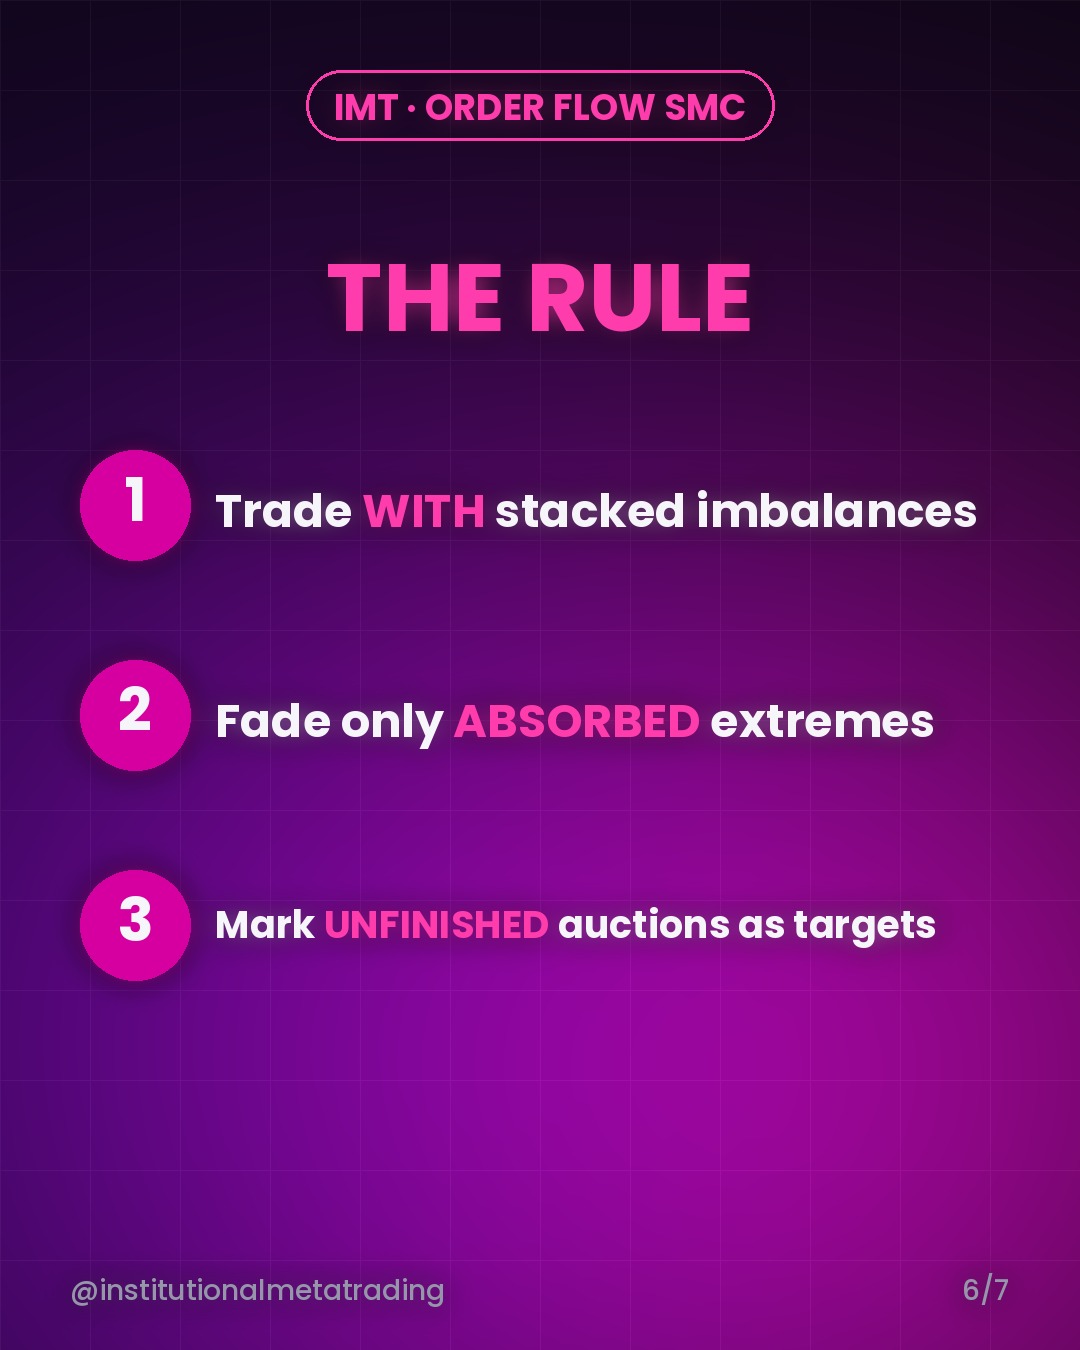 IMT · ORDER FLOW SMC
THE RULE
1 Trade WITH stacked imbalances
2 Fade only ABSORBED extremes
3 Mark UNFINISHED auctions as targets
@institutionalmetatrading 6/7